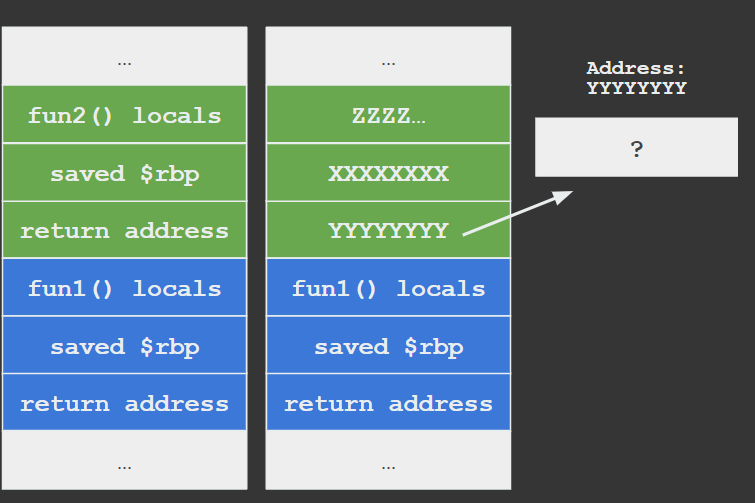 ...
fun2() locals
saved $rbp
return address
fun1() locals
saved $rbp
return address
...
...
ZZZZ...
XXXXXXXX
YYYYYYYY
fun1() locals
saved $rbp
return address
...
Address:
YYYYYYYY
?